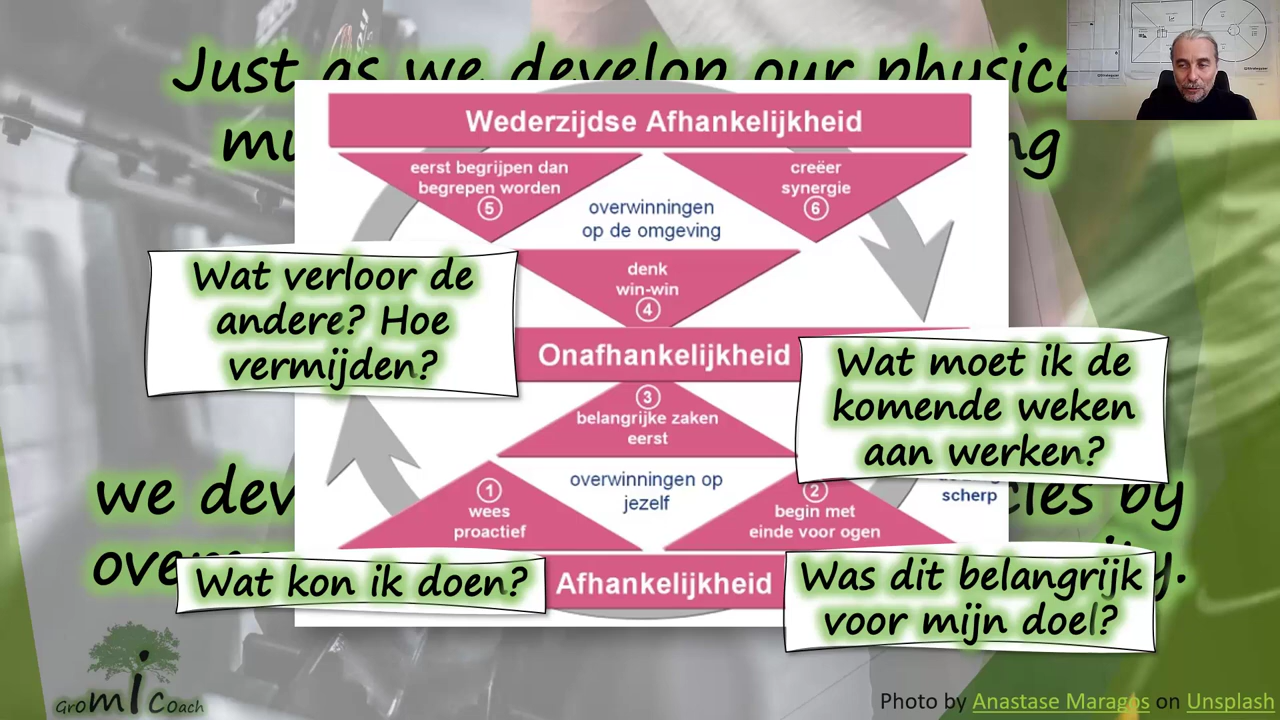 Just as we develop our physica
mu
ng
Wederzijdse Afhankelijkheid
eerst begrijpen dan
begrepen worden
5
creëer
synergie
6
overwinningen
op de omgeving
denk
win-win
4
Wat verloor de
andere? Hoe
vermijden?
Onafhankelijkheid
Wat moet ik de
komende weken
aan werken?
3
belangrijke zaken
eerst
overwinningen op
jezelf
1
wees
proactief
2
begin met
einde voor ogen
scherp
we dev
cles by
overc
ity.
Wat kon ik doen?
Afhankelijkheid
Was dit belangrijk
voor mijn doel?
GromiCoach
Photo by Anastase Maragos on Unsplash